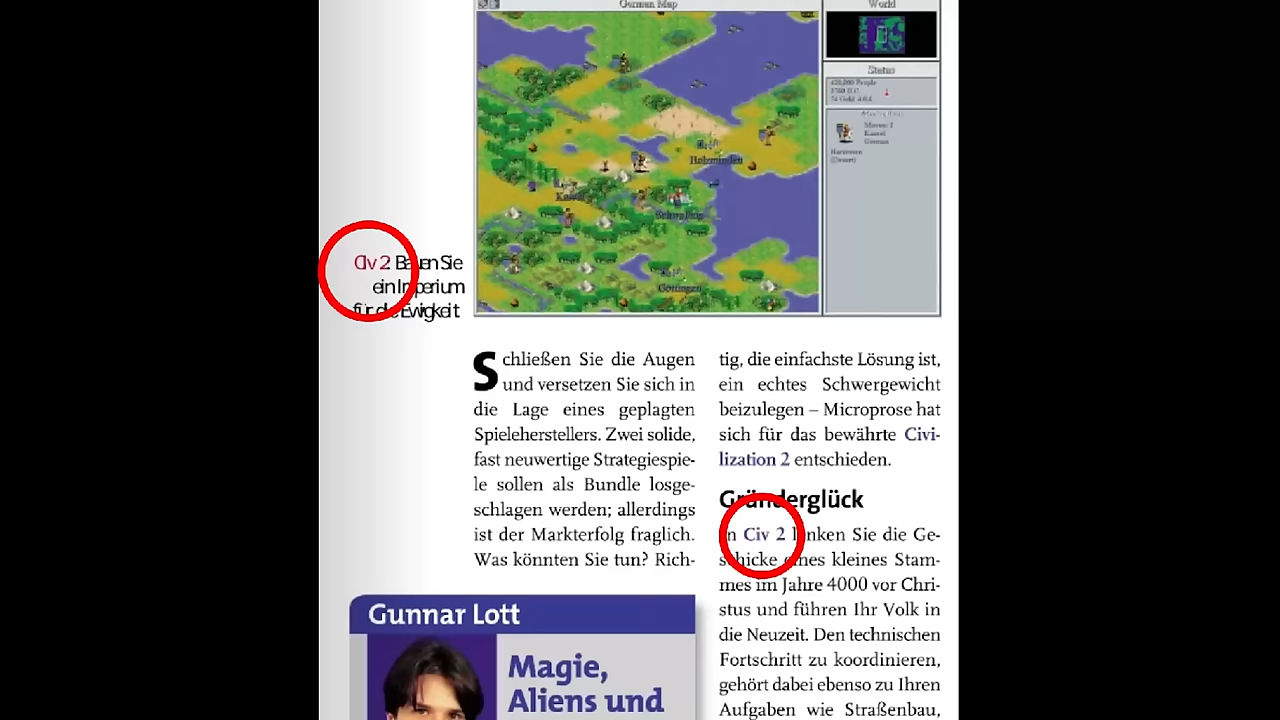 German Map
World
Status
Moves: 1
Kassel
German
(Desert)
Holzminden
Kassel
Göttingen
Civ 2: Bauen Sie
ein Imperium
für die Ewigkeit
Schließen Sie die Augen
und versetzen Sie sich in
die Lage eines geplagten
Spieleherstellers. Zwei solide,
fast neuwertige Strategiespie-
le sollen als Bundle losge-
schlagen werden; allerdings
ist der Markterfolg fraglich.
Was könnten Sie tun? Rich-
tig, die einfachste Lösung ist,
ein echtes Schwergewicht
beizulegen – Microprose hat
sich für das bewährte Civi-
lization 2 entschieden.
Gründerglück
In Civ 2 lenken Sie die Ge-
schicke eines kleines Stam-
mes im Jahre 4000 vor Chri-
stus und führen Ihr Volk in
die Neuzeit. Den technischen
Fortschritt zu koordinieren,
gehört dabei ebenso zu Ihren
Aufgaben wie Straßenbau,
Gunnar Lott
Magie,
Aliens und